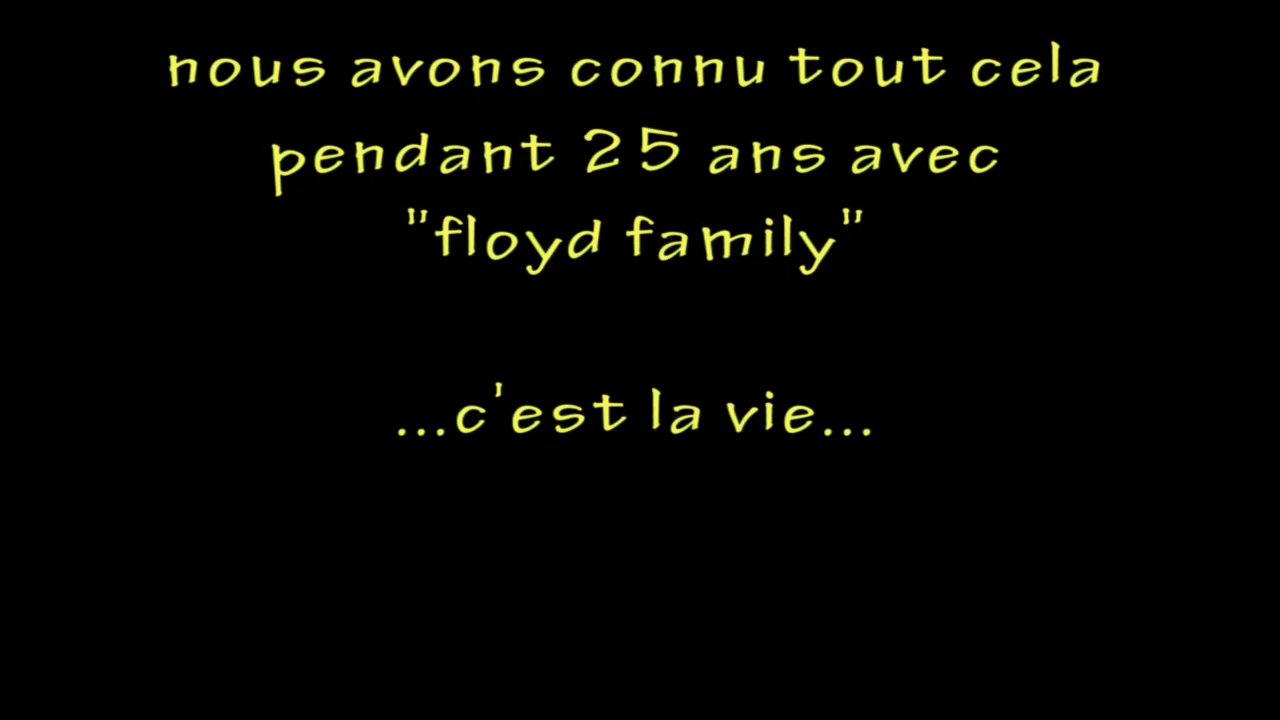 nous avons connu tout cela
pendant 25 ans avec
"floyd family"
...c'est la vie...